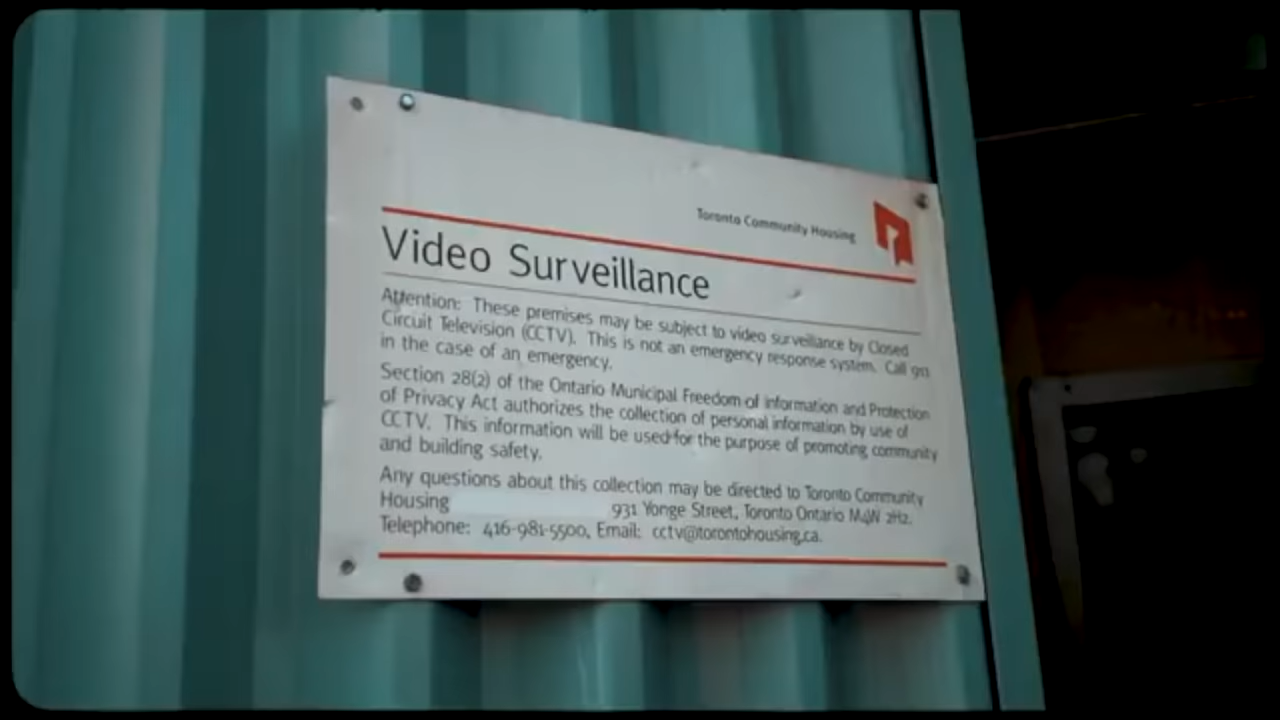 Toronto Community Housing
Video Surveillance
Attention: These premises may be subject to video surveillance by Closed
Circuit Television (CCTV). This is not an emergency response system. Call 911
in the case of an emergency.
Section 28(2) of the Ontario Municipal Freedom of Information and Protection
of Privacy Act authorizes the collection of personal information by use of
CCTV. This information will be used for the purpose of promoting community
and building safety.
Any questions about this collection may be directed to Toronto Community
Housing 931 Yonge Street, Toronto Ontario M4W 2H2.
Telephone: 416-981-5500, Email: cctv@torontohousing.ca.